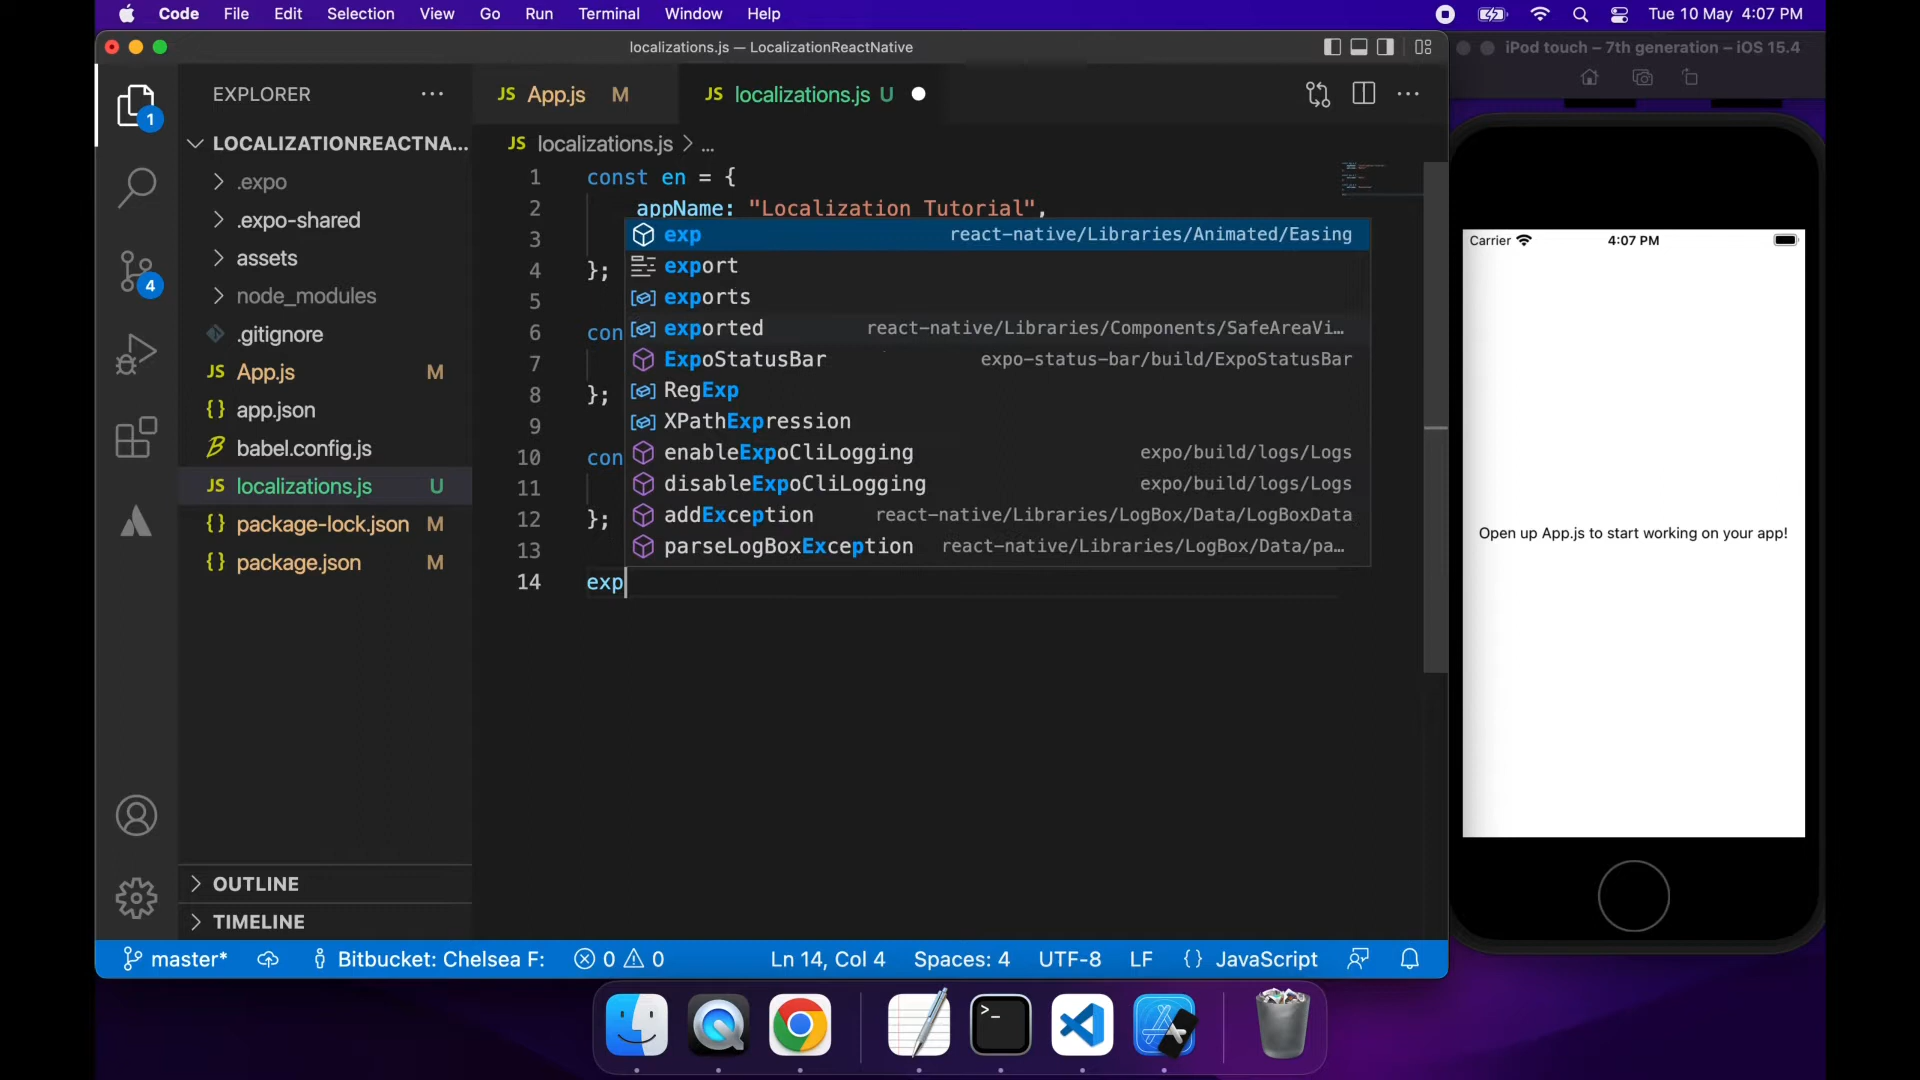 Code File Edit Selection View Go Run Terminal Window Help Tue 10 May 4:07 PM
localizations.js — LocalizationReactNative
iPod touch – 7th generation – iOS 15.4
EXPLORER ...
JS App.js M
JS localizations.js U
LOCALIZATIONREACTNA...
JS localizations.js > ...
.expo
.expo-shared
assets
node_modules
.gitignore
JS App.js M
{} app.json
babel.config.js
JS localizations.js U
{} package-lock.json M
{} package.json M
OUTLINE
TIMELINE
1
4
1 const en = {
2 appName: "Localization Tutorial",
3
4 };
5
6 con
7
8 };
9
10 con
11
12 };
13
14 exp
exp react-native/Libraries/Animated/Easing
export
exports
exported react-native/Libraries/Components/SafeAreaVi...
ExpoStatusBar expo-status-bar/build/ExpoStatusBar
RegExp
XPathExpression
enableExpoCliLogging expo/build/logs/Logs
disableExpoCliLogging expo/build/logs/Logs
addException react-native/Libraries/LogBox/Data/LogBoxData
parseLogBoxException react-native/Libraries/LogBox/Data/pa...
Carrier 4:07 PM
Open up App.js to start working on your app!
master* Bitbucket: Chelsea F: 0 0 Ln 14, Col 4 Spaces: 4 UTF-8 LF {} JavaScript